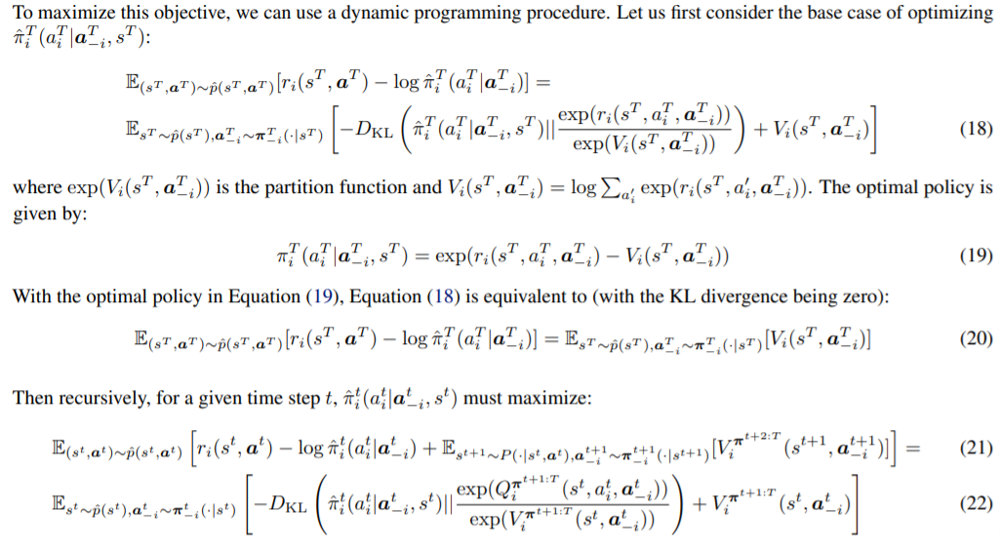 To maximize this objective, we can use a dynamic programming procedure. Let us first consider the base case of optimizing
$\hat{\pi}_i^T(a_i^T|\boldsymbol{a}_{-i}^T, s^T)$:
$\mathbb{E}_{(s^T,\boldsymbol{a}^T)\sim\hat{p}(s^T,\boldsymbol{a}^T)}[r_i(s^T, \boldsymbol{a}^T) - \log \hat{\pi}_i^T(a_i^T|\boldsymbol{a}_{-i}^T)] =$
$\mathbb{E}_{s^T\sim\hat{p}(s^T),\boldsymbol{a}_{-i}^T\sim\boldsymbol{\pi}_{-i}^T(\cdot|s^T)}\left[-D_{\mathrm{KL}}\left(\hat{\pi}_i^T(a_i^T|\boldsymbol{a}_{-i}^T, s^T)||\frac{\exp(r_i(s^T, a_i^T, \boldsymbol{a}_{-i}^T))}{\exp(V_i(s^T, \boldsymbol{a}_{-i}^T))}\right) + V_i(s^T, \boldsymbol{a}_{-i}^T)\right]$ (18)
where $\exp(V_i(s^T, \boldsymbol{a}_{-i}^T))$ is the partition function and $V_i(s^T, \boldsymbol{a}_{-i}^T) = \log \sum_{a_i'} \exp(r_i(s^T, a_i', \boldsymbol{a}_{-i}^T))$. The optimal policy is
given by:
$\pi_i^T(a_i^T|\boldsymbol{a}_{-i}^T, s^T) = \exp(r_i(s^T, a_i^T, \boldsymbol{a}_{-i}^T) - V_i(s^T, \boldsymbol{a}_{-i}^T))$ (19)
With the optimal policy in Equation (19), Equation (18) is equivalent to (with the KL divergence being zero):
$\mathbb{E}_{(s^T,\boldsymbol{a}^T)\sim\hat{p}(s^T,\boldsymbol{a}^T)}[r_i(s^T, \boldsymbol{a}^T) - \log \hat{\pi}_i^T(a_i^T|\boldsymbol{a}_{-i}^T)] = \mathbb{E}_{s^T\sim\hat{p}(s^T),\boldsymbol{a}_{-i}^T\sim\boldsymbol{\pi}_{-i}^T(\cdot|s^T)}[V_i(s^T, \boldsymbol{a}_{-i}^T)]$ (20)
Then recursively, for a given time step $t$, $\hat{\pi}_i^t(a_i^t|\boldsymbol{a}_{-i}^t, s^t)$ must maximize:
$\mathbb{E}_{(s^t,\boldsymbol{a}^t)\sim\hat{p}(s^t,\boldsymbol{a}^t)}\left[r_i(s^t, \boldsymbol{a}^t) - \log \hat{\pi}_i^t(a_i^t|\boldsymbol{a}_{-i}^t) + \mathbb{E}_{s^{t+1}\sim P(\cdot|s^t,\boldsymbol{a}^t),\boldsymbol{a}_{-i}^{t+1}\sim\boldsymbol{\pi}_{-i}^{t+1}(\cdot|s^{t+1})}[V_i^{\boldsymbol{\pi}^{t+2:T}}(s^{t+1}, \boldsymbol{a}_{-i}^{t+1})]\right] =$ (21)
$\mathbb{E}_{s^t\sim\hat{p}(s^t),\boldsymbol{a}_{-i}^t\sim\boldsymbol{\pi}_{-i}^t(\cdot|s^t)}\left[-D_{\mathrm{KL}}\left(\hat{\pi}_i^t(a_i^t|\boldsymbol{a}_{-i}^t, s^t)||\frac{\exp(Q_i^{\boldsymbol{\pi}^{t+1:T}}(s^t, a_i^t, \boldsymbol{a}_{-i}^t))}{\exp(V_i^{\boldsymbol{\pi}^{t+1:T}}(s^t, \boldsymbol{a}_{-i}^t))}\right) + V_i^{\boldsymbol{\pi}^{t+1:T}}(s^t, \boldsymbol{a}_{-i}^t)\right]$ (22)